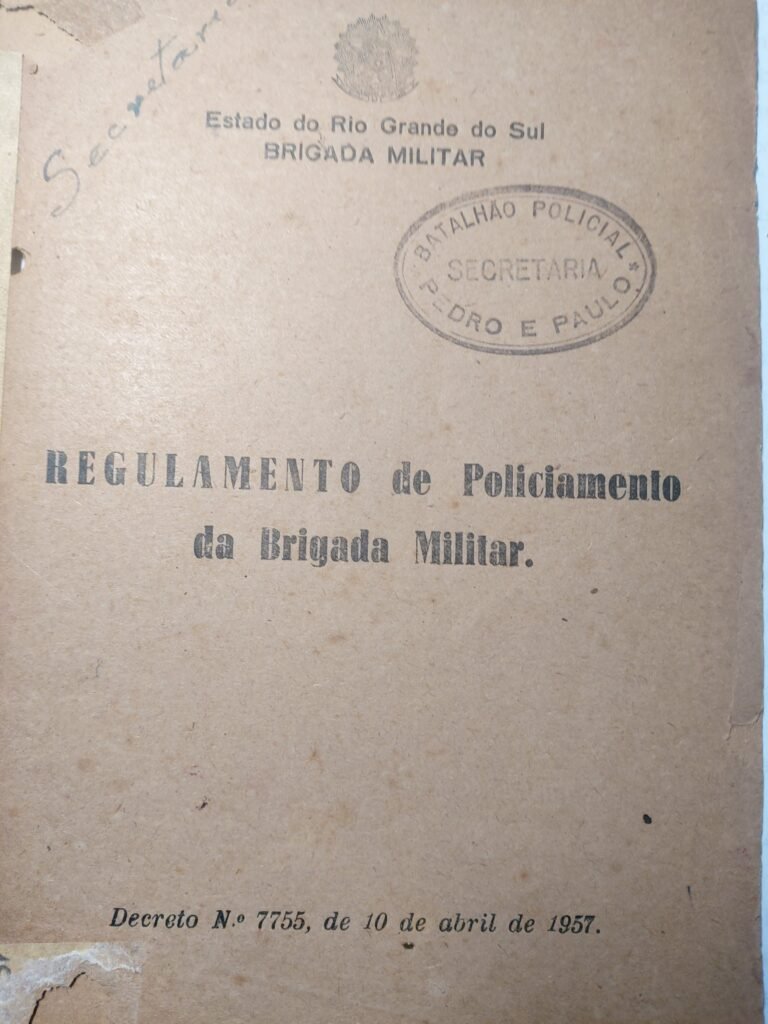 Secretaria
Estado do Rio Grande do Sul
BRIGADA MILITAR
BATALHÃO POLICIAL
SECRETARIA
PEDRO E PAULO
REGULAMENTO de Policiamento
da Brigada Militar.
Decreto N.º 7755, de 10 de abril de 1957.